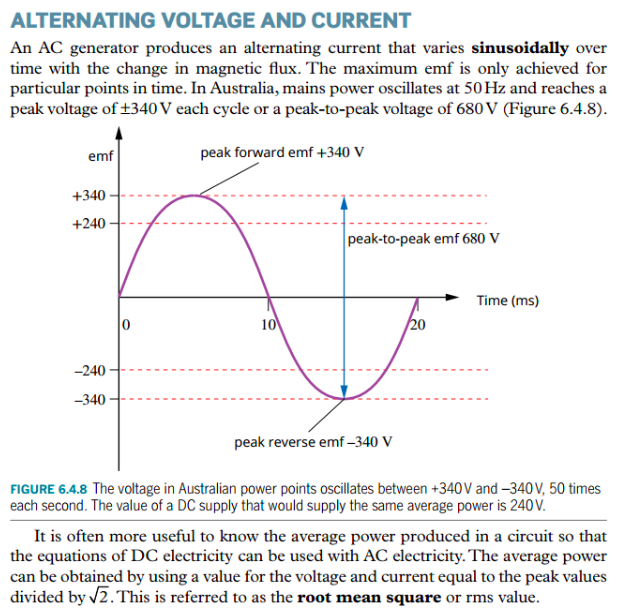 ALTERNATING VOLTAGE AND CURRENT
An AC generator produces an alternating current that varies sinusoidally over
time with the change in magnetic flux. The maximum emf is only achieved for
particular points in time. In Australia, mains power oscillates at 50 Hz and reaches a
peak voltage of ±340 V each cycle or a peak-to-peak voltage of 680 V (Figure 6.4.8).
emf
peak forward emf +340 V
+340
+240
peak-to-peak emf 680 V
Time (ms)
0
10
20
–240
–340
peak reverse emf –340 V
FIGURE 6.4.8 The voltage in Australian power points oscillates between +340 V and –340 V, 50 times
each second. The value of a DC supply that would supply the same average power is 240 V.
It is often more useful to know the average power produced in a circuit so that
the equations of DC electricity can be used with AC electricity. The average power
can be obtained by using a value for the voltage and current equal to the peak values
divided by √2. This is referred to as the root mean square or rms value.